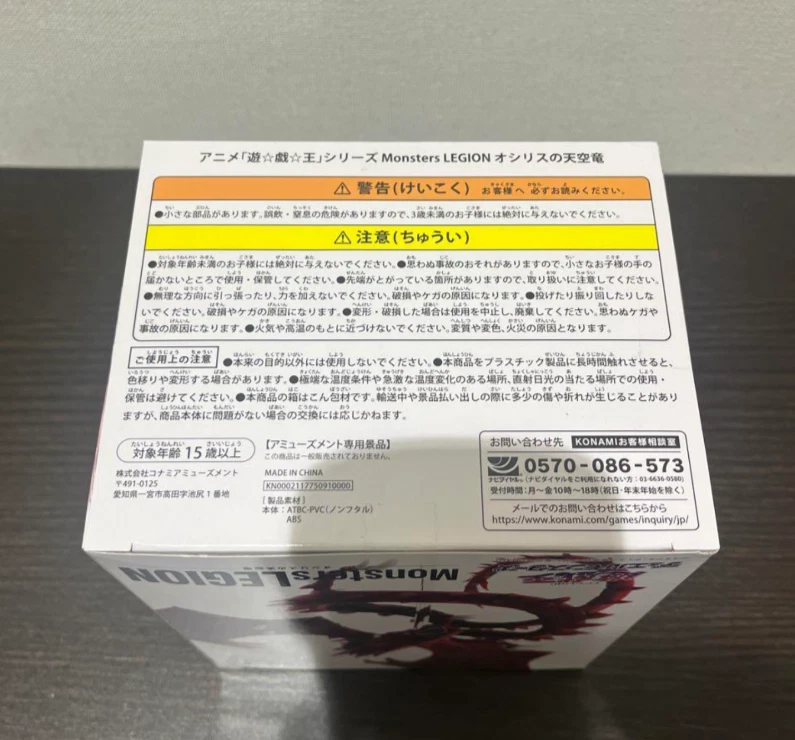 アニメ「遊☆戯☆王」シリーズ Monsters LEGION オシリスの天空竜
⚠警告(けいこく) お客様へ 必ずお読みください。
●小さな部品があります。誤飲・窒息の危険がありますので、3歳未満のお子様には絶対に与えないでください。
⚠注意(ちゅうい)
●対象年齢未満のお子様には絶対に与えないでください。●思わぬ事故のおそれがありますので、小さなお子様の手の
届かないところで使用・保管してください。●先端がとがっている箇所がありますので、取り扱いに注意してください。
●無理な方向に引っ張ったり、力を加えないでください。破損やケガの原因になります。●投げたり振り回したりしな
いでください。破損やケガの原因になります。●変形・破損した場合は使用を中止し、廃棄してください。思わぬケガや
事故の原因になります。●火気や高温のもとに近づけないでください。変質や変色、火災の原因となります。
ご使用上の注意 ●本来の目的以外には使用しないでください。●本商品をプラスチック製品に長時間触れさせると、
色移りや変形する場合があります。●極端な温度条件や急激な温度変化のある場所、直射日光の当たる場所での使用・
保管は避けてください。●本商品の箱はこん包材です。輸送中や景品払い出しの際に多少の傷や折れが生じることがあり
ますが、商品本体に問題がない場合の交換には応じかねます。
対象年齢 15歳以上
【アミューズメント専用景品】
この商品は一般販売されておりません。
株式会社コナミアミューズメント
〒491-0125
愛知県一宮市高田字池尻1番地
MADE IN CHINA
KN0002117750910000
[製品素材]
本体:ATBC-PVC(ノンフタル)
ABS
お問い合わせ先 KONAMIお客様相談室
ナビダイヤル 0570-086-573
(ナビダイヤルをご利用になれない方:03-6636-0580)
受付時間:月~金10時~18時(祝日・年末年始を除く)
メールでのお問い合わせはこちらから
https://www.konami.com/games/inquiry/jp/
Monsters LEGION